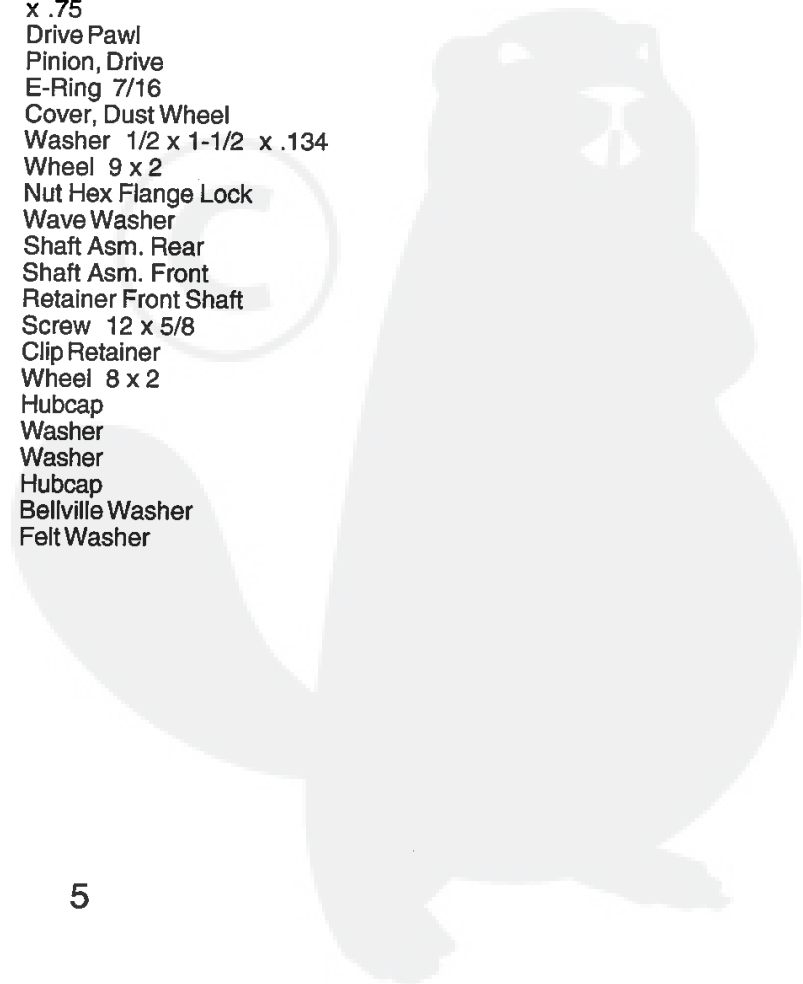 x .75
Drive Pawl
Pinion, Drive
E-Ring 7/16
Cover, Dust Wheel
Washer 1/2 x 1-1/2 x .134
Wheel 9 x 2
Nut Hex Flange Lock
Wave Washer
Shaft Asm. Rear
Shaft Asm. Front
Retainer Front Shaft
Screw 12 x 5/8
Clip Retainer
Wheel 8 x 2
Hubcap
Washer
Washer
Hubcap
Bellville Washer
Felt Washer
©
5